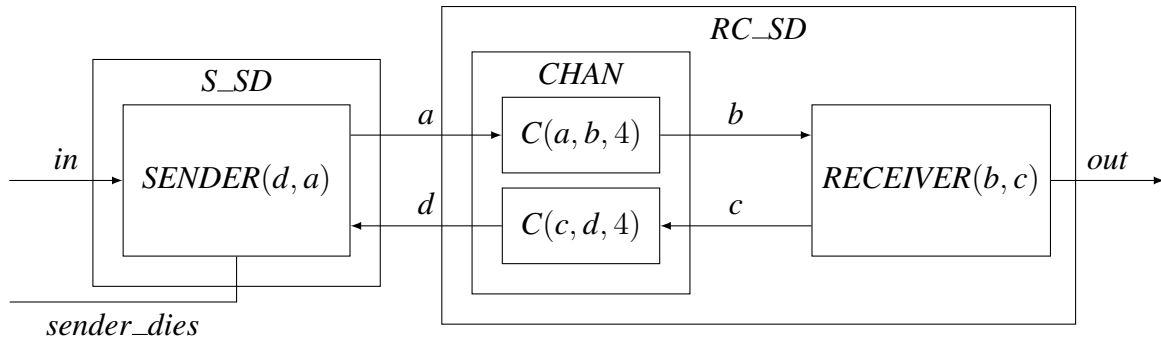 RC_SD
S_SD
CHAN
a
C(a, b, 4)
b
in
SENDER(d, a)
RECEIVER(b, c)
out
d
C(c, d, 4)
c
sender_dies